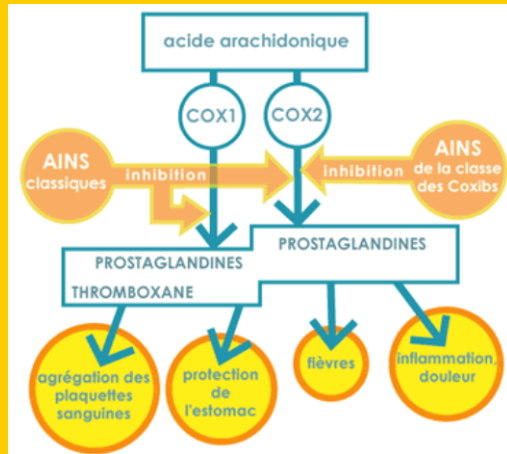 acide arachidonique
COX1
COX2
AINS
classiques
inhibition
inhibition
AINS
de la classe
des Coxibs
PROSTAGLANDINES
PROSTAGLANDINES
THROMBOXANE
agrégation des
plaquettes
sanguines
protection
de
l'estomac
fièvres
inflammation,
douleur